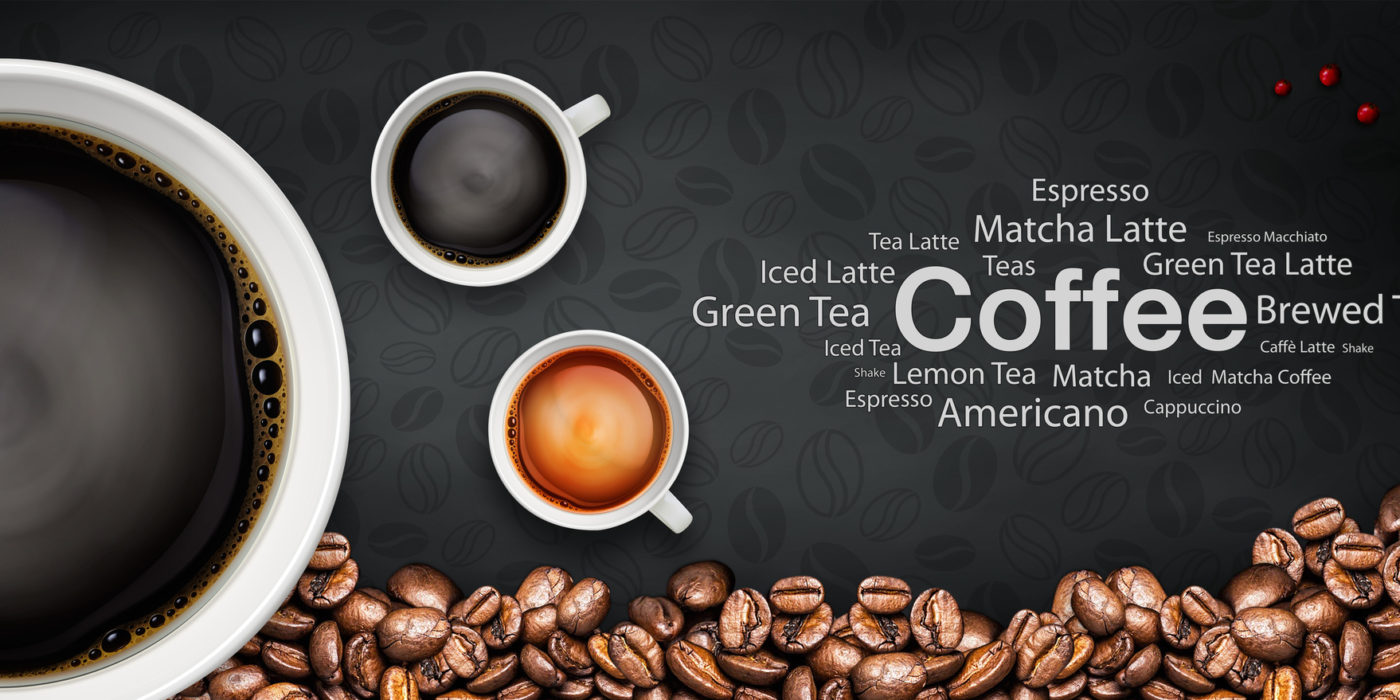 Espresso
Matcha Latte
Tea Latte
Espresso Macchiato
Iced Latte
Teas
Green Tea Latte
Green Tea
Coffee
Brewed T
Iced Tea
Caffè Latte
Shake
Shake
Lemon Tea
Matcha
Iced Matcha Coffee
Espresso
Americano
Cappuccino